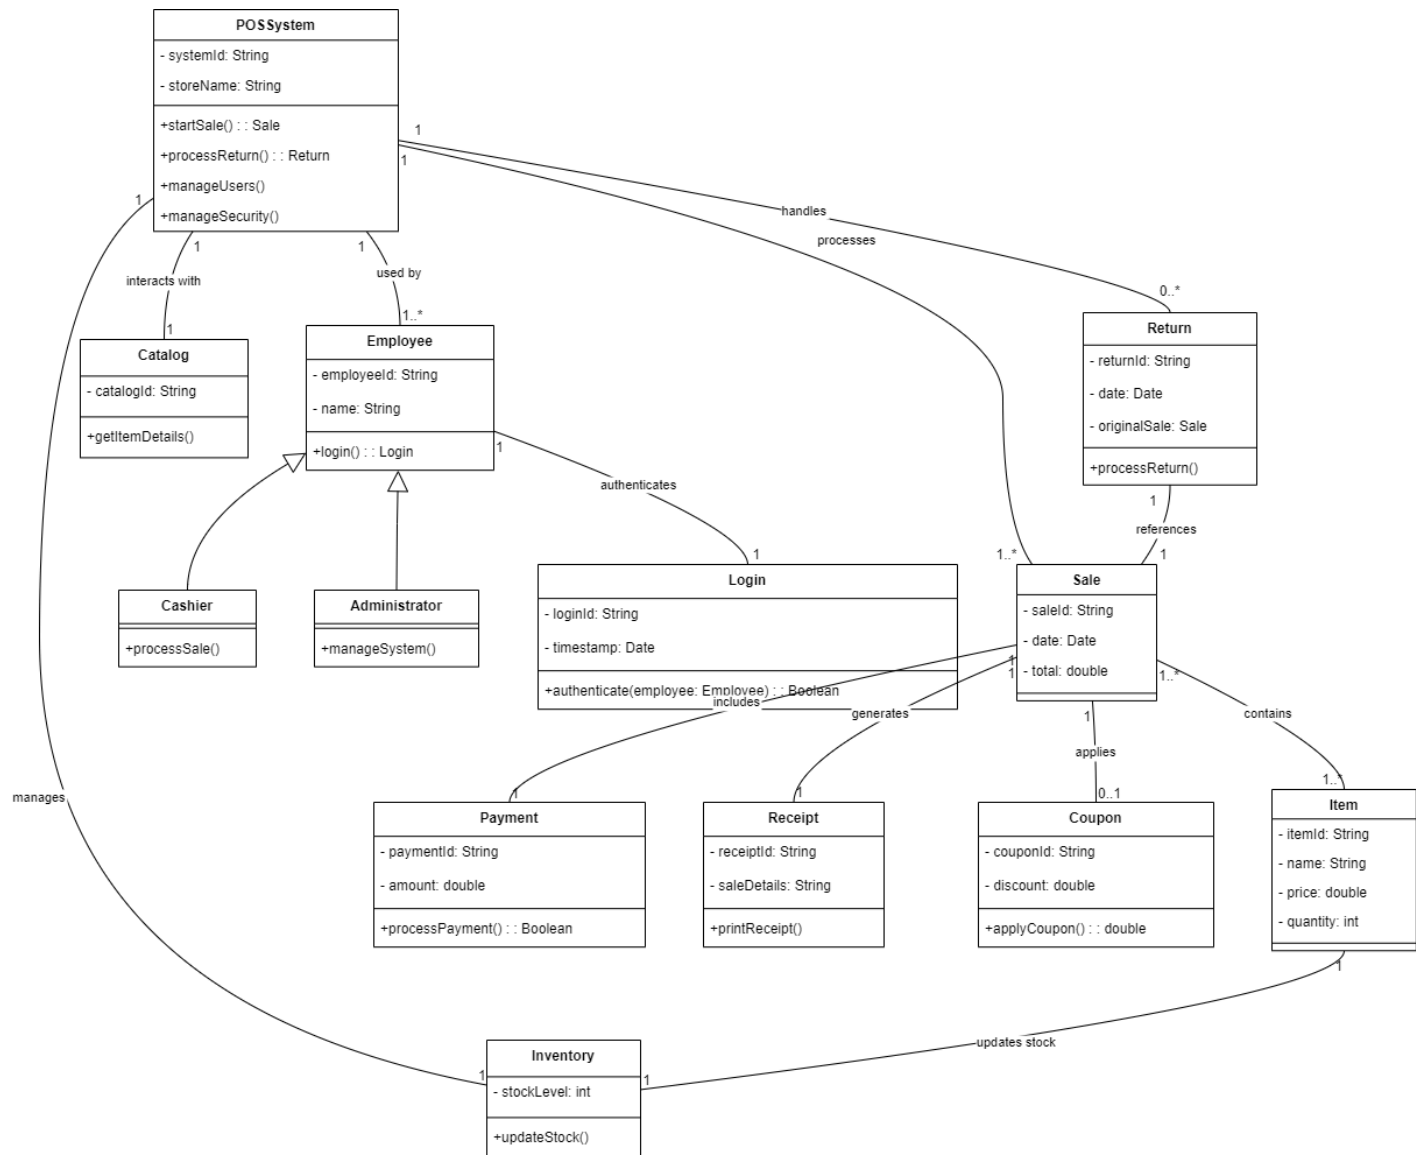 POSSystem
- systemId: String
- storeName: String
+startSale() : : Sale
+processReturn() : : Return
+manageUsers()
+manageSecurity()
1
1
1
1
1
handles
processes
interacts with
used by
0..*
1
1..*
Catalog
- catalogId: String
+getItemDetails()
Employee
- employeeId: String
- name: String
+login() : : Login
1
Return
- returnId: String
- date: Date
- originalSale: Sale
+processReturn()
1
references
authenticates
1
1..*
1
Cashier
+processSale()
Administrator
+manageSystem()
Login
- loginId: String
- timestamp: Date
+authenticate(employee: Employee) : : Boolean
Sale
- saleId: String
- date: Date
- total: double
1
1
1
1..*
includes
generates
applies
contains
manages
1
1
0..1
1..*
Payment
- paymentId: String
- amount: double
+processPayment() : : Boolean
Receipt
- receiptId: String
- saleDetails: String
+printReceipt()
Coupon
- couponId: String
- discount: double
+applyCoupon() : : double
Item
- itemId: String
- name: String
- price: double
- quantity: int
1
updates stock
1
1
Inventory
- stockLevel: int
+updateStock()